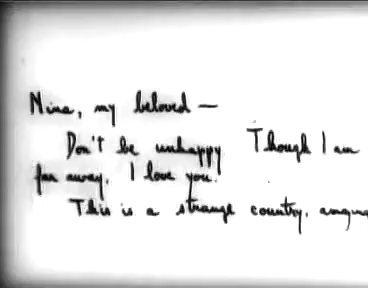 Nina, my beloved —
Don't be unhappy Though I am
far away. I love you.
This is a strange country,